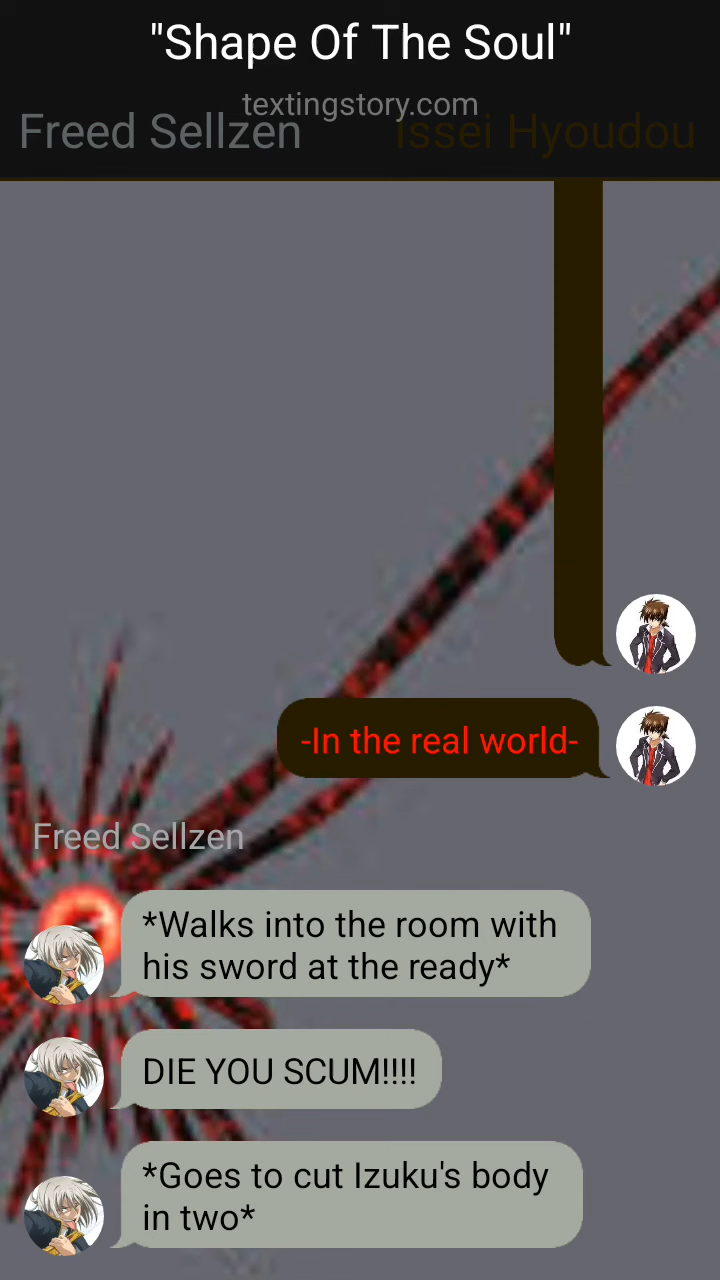 "Shape Of The Soul"
textingstory.com
Freed Sellzen
Issei Hyoudou
-In the real world-
Freed Sellzen
*Walks into the room with
his sword at the ready*
DIE YOU SCUM!!!!
*Goes to cut Izuku's body
in two*